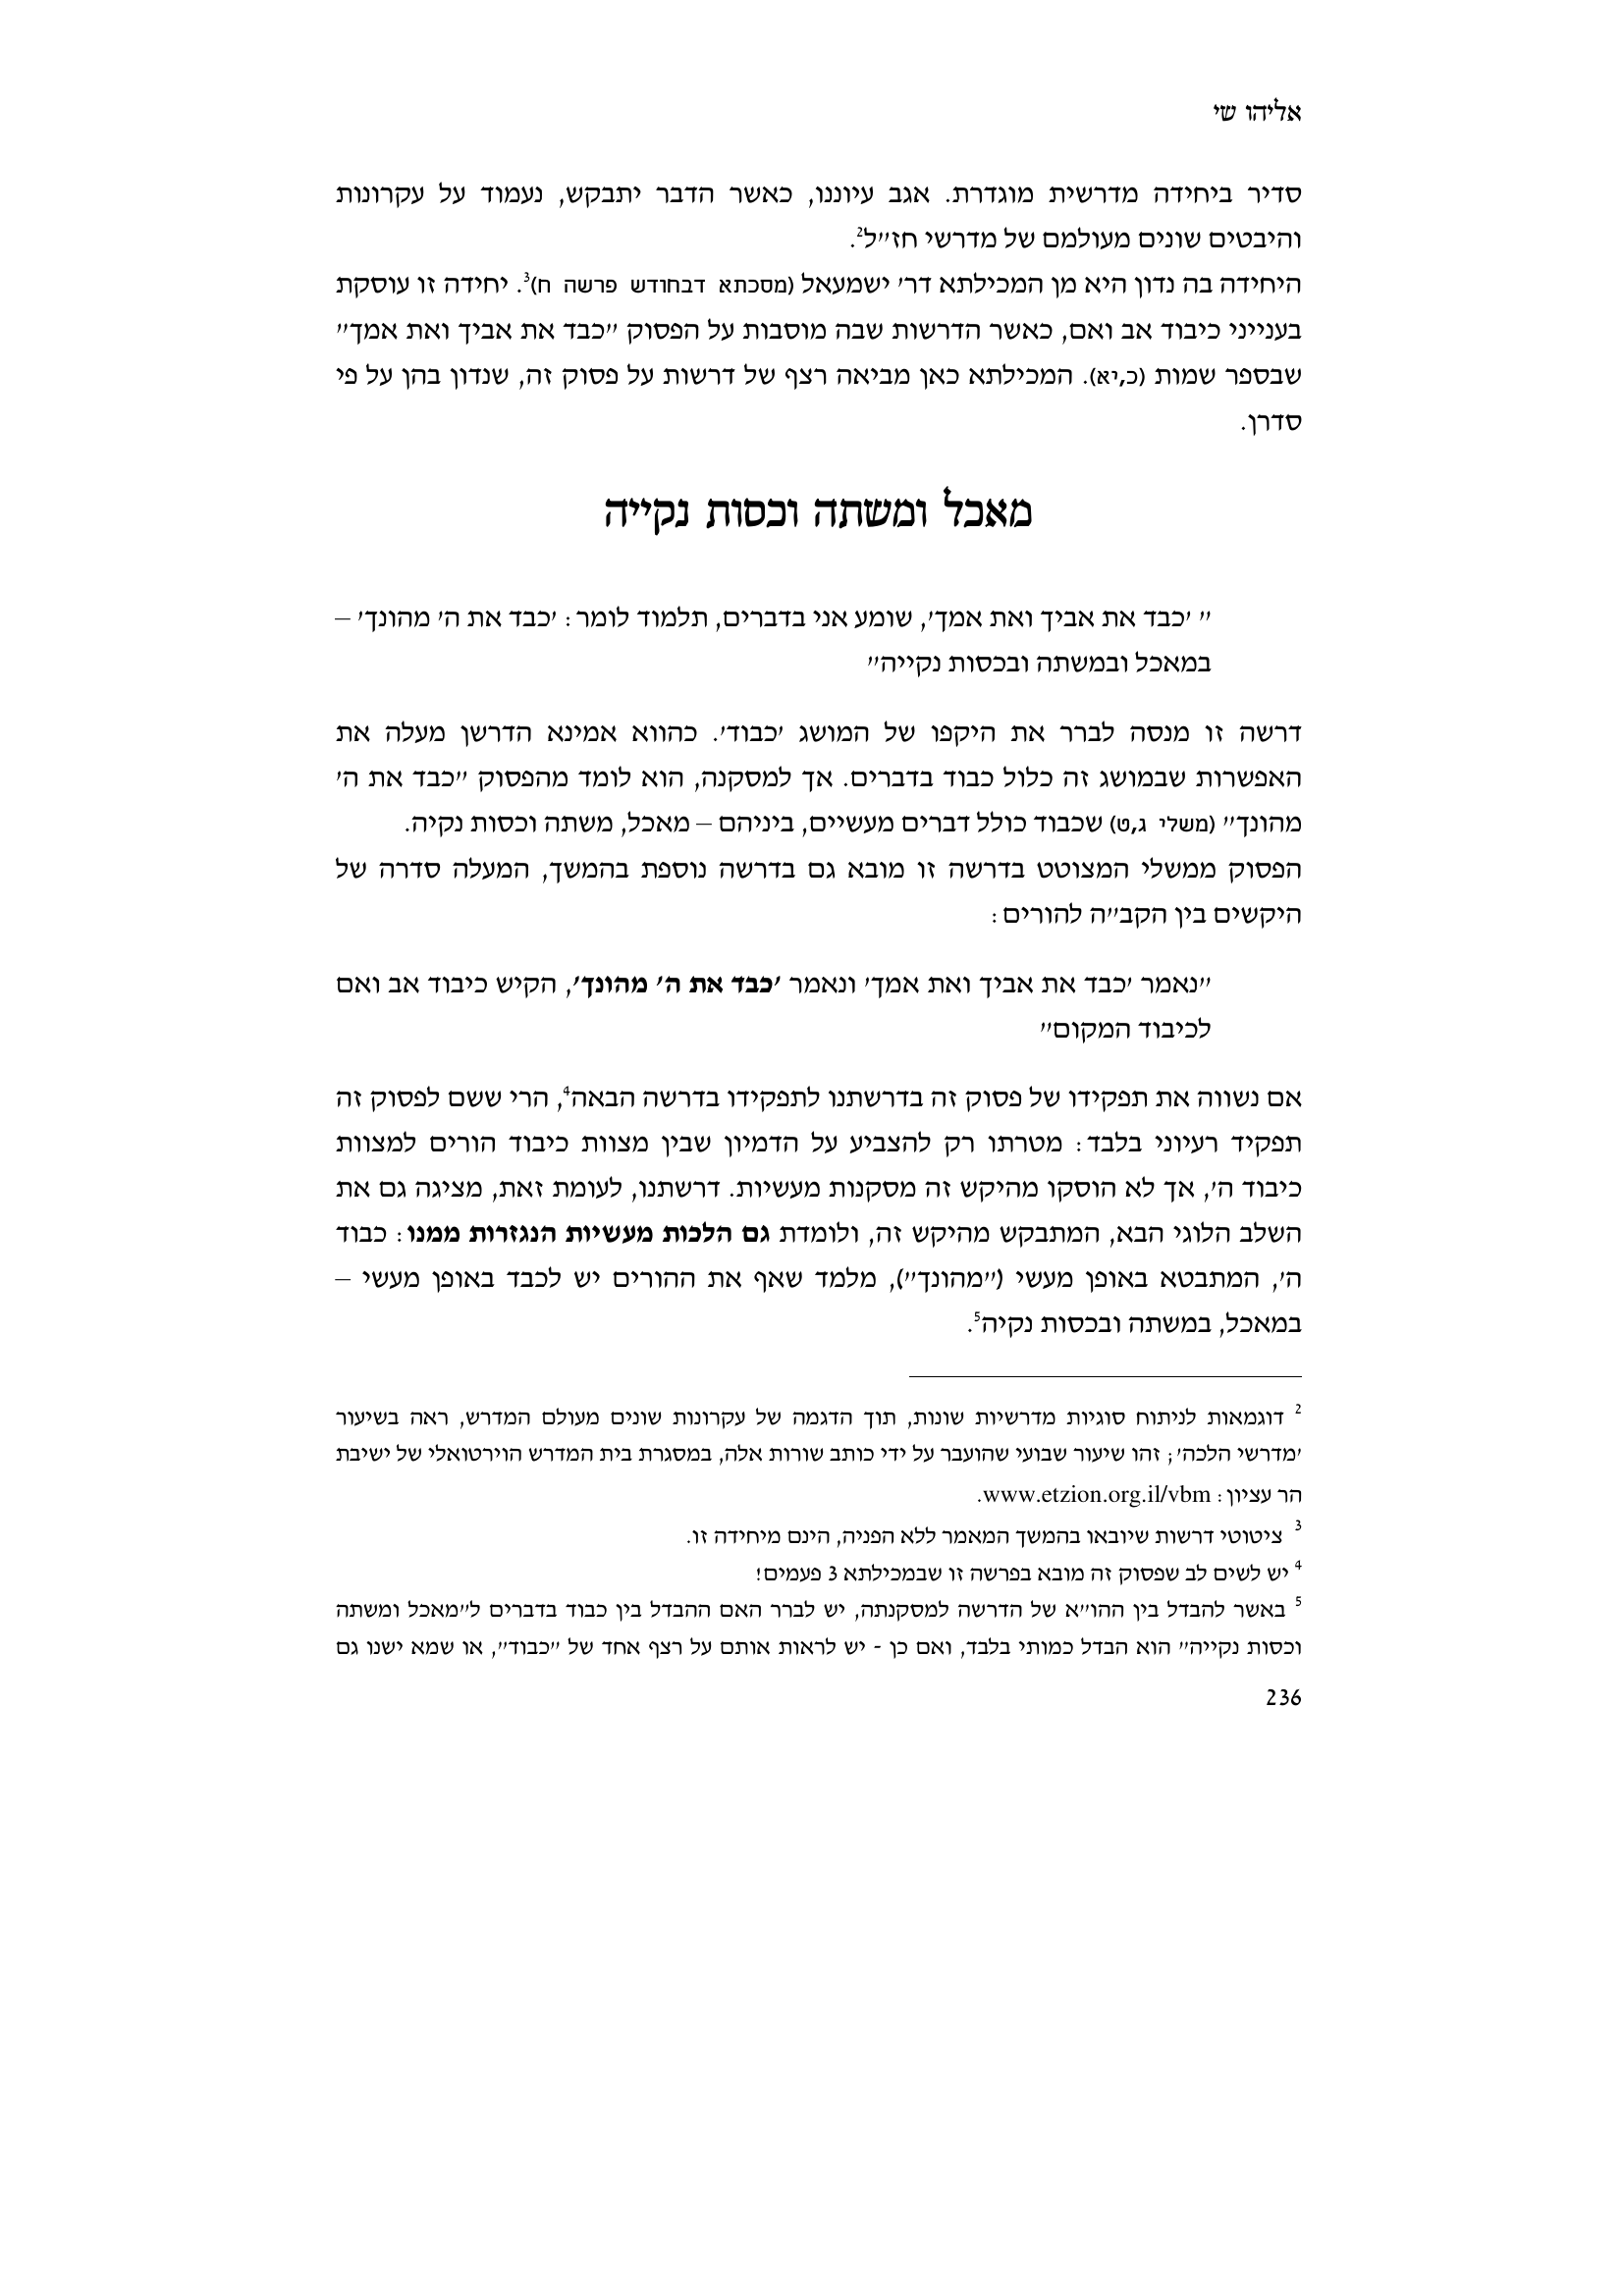 אליהו שי
סדיר ביחידה מדרשית מוגדרת. אגב עיוננו, כאשר הדבר יתבקש, נעמוד על עקרונות
והיבטים שונים מעולמם של מדרשי חז״ל².
היחידה בה נדון היא מן המכילתא דר׳ ישמעאל (מסכתא דבחודש פרשה ח)³. יחידה זו עוסקת
בענייני כיבוד אב ואם, כאשר הדרשות שבה מוסבות על הפסוק ״כבד את אביך ואת אמך״
שבספר שמות (כ,יא). המכילתא כאן מביאה רצף של דרשות על פסוק זה, שנדון בהן על פי
סדרן.
מאכל ומשתה וכסות נקייה
״ ׳כבד את אביך ואת אמך׳, שומע אני בדברים, תלמוד לומר: ׳כבד את ה׳ מהונך׳ –
במאכל ובמשתה ובכסות נקייה״
דרשה זו מנסה לברר את היקפו של המושג ׳כבוד׳. כהווא אמינא הדרשן מעלה את
האפשרות שבמושג זה כלול כבוד בדברים. אך למסקנה, הוא לומד מהפסוק ״כבד את ה׳
מהונך״ (משלי ג,ט) שכבוד כולל דברים מעשיים, ביניהם – מאכל, משתה וכסות נקיה.
הפסוק ממשלי המצוטט בדרשה זו מובא גם בדרשה נוספת בהמשך, המעלה סדרה של
היקשים בין הקב״ה להורים:
״נאמר ׳כבד את אביך ואת אמך׳ ונאמר ׳כבד את ה׳ מהונך׳, הקיש כיבוד אב ואם
לכיבוד המקום״
אם נשווה את תפקידו של פסוק זה בדרשתנו לתפקידו בדרשה הבאה⁴, הרי ששם לפסוק זה
תפקיד רעיוני בלבד: מטרתו רק להצביע על הדמיון שבין מצוות כיבוד הורים למצוות
כיבוד ה׳, אך לא הוסקו מהיקש זה מסקנות מעשיות. דרשתנו, לעומת זאת, מציגה גם את
השלב הלוגי הבא, המתבקש מהיקש זה, ולומדת גם הלכות מעשיות הנגזרות ממנו: כבוד
ה׳, המתבטא באופן מעשי (״מהונך״), מלמד שאף את ההורים יש לכבד באופן מעשי –
במאכל, במשתה ובכסות נקיה⁵.
² דוגמאות לניתוח סוגיות מדרשיות שונות, תוך הדגמה של עקרונות שונים מעולם המדרש, ראה בשיעור
׳מדרשי הלכה׳; זהו שיעור שבועי שהועבר על ידי כותב שורות אלה, במסגרת בית המדרש הוירטואלי של ישיבת
הר עציון: www.etzion.org.il/vbm.
³ ציטוטי דרשות שיובאו בהמשך המאמר ללא הפניה, הינם מיחידה זו.
⁴ יש לשים לב שפסוק זה מובא בפרשה זו שבמכילתא 3 פעמים!
⁵ באשר להבדל בין ההו״א של הדרשה למסקנתה, יש לברר האם ההבדל בין כבוד בדברים ל״מאכל ומשתה
וכסות נקייה״ הוא הבדל כמותי בלבד, ואם כן - יש לראות אותם על רצף אחד של ״כבוד״, או שמא ישנו גם
236